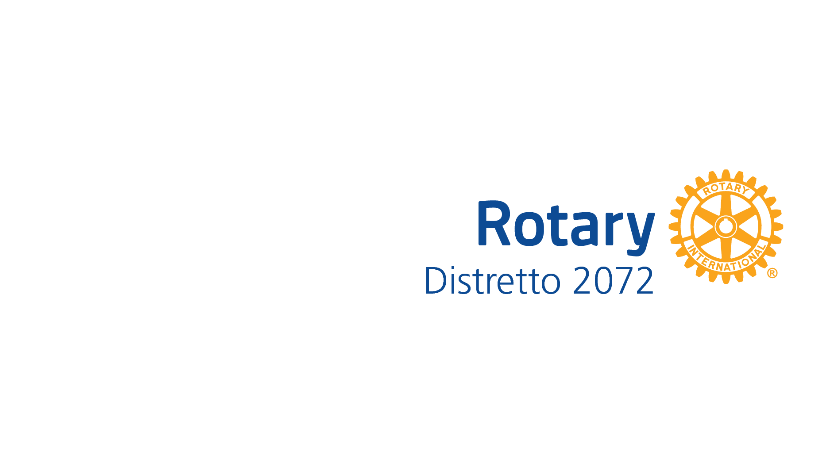 Rotary
Distretto 2072
ROTARY
INTERNATIONAL
®